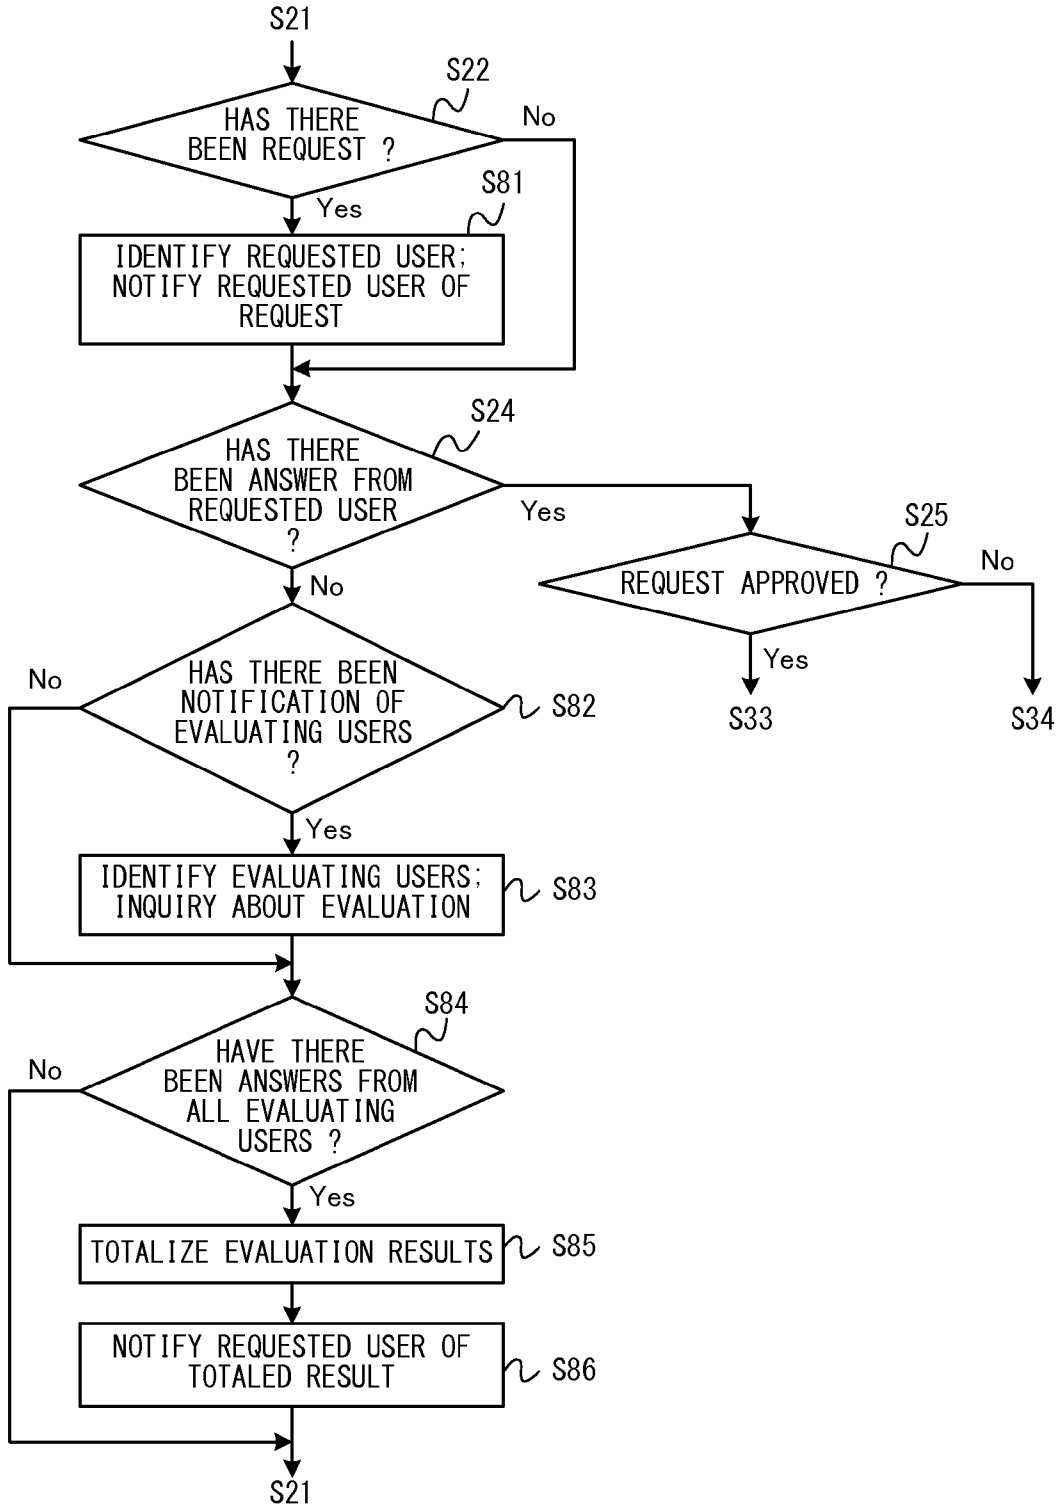 S21
S22
HAS THERE
BEEN REQUEST ?
No
Yes
S81
IDENTIFY REQUESTED USER;
NOTIFY REQUESTED USER OF
REQUEST
S24
HAS THERE
BEEN ANSWER FROM
REQUESTED USER
?
Yes
No
S25
REQUEST APPROVED ?
No
Yes
S33
S34
HAS THERE BEEN
NOTIFICATION OF
EVALUATING USERS
?
S82
No
Yes
IDENTIFY EVALUATING USERS;
INQUIRY ABOUT EVALUATION
S83
S84
HAVE THERE
BEEN ANSWERS FROM
ALL EVALUATING
USERS ?
No
Yes
TOTALIZE EVALUATION RESULTS
S85
NOTIFY REQUESTED USER OF
TOTALED RESULT
S86
S21